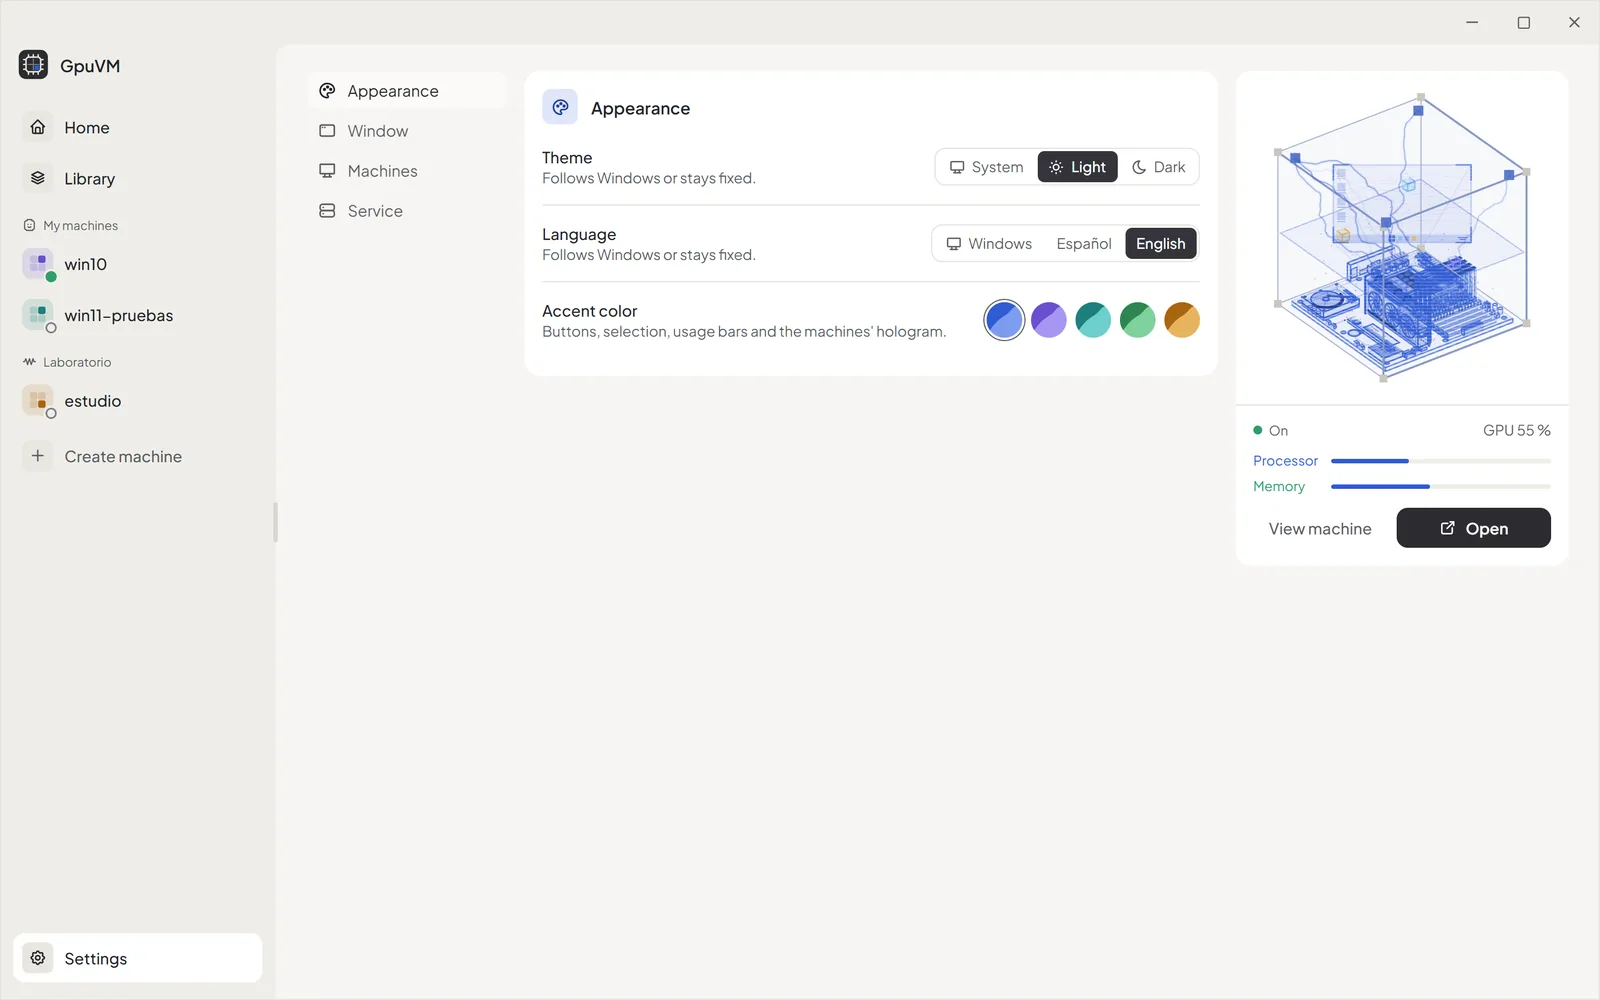 GpuVM
Home
Library
My machines
win10
win11-pruebas
Laboratorio
estudio
Create machine
Settings
Appearance
Window
Machines
Service
Appearance
Theme
Follows Windows or stays fixed.
System Light Dark
Language
Follows Windows or stays fixed.
Windows Español English
Accent color
Buttons, selection, usage bars and the machines' hologram.
On GPU 55 %
Processor
Memory
View machine Open